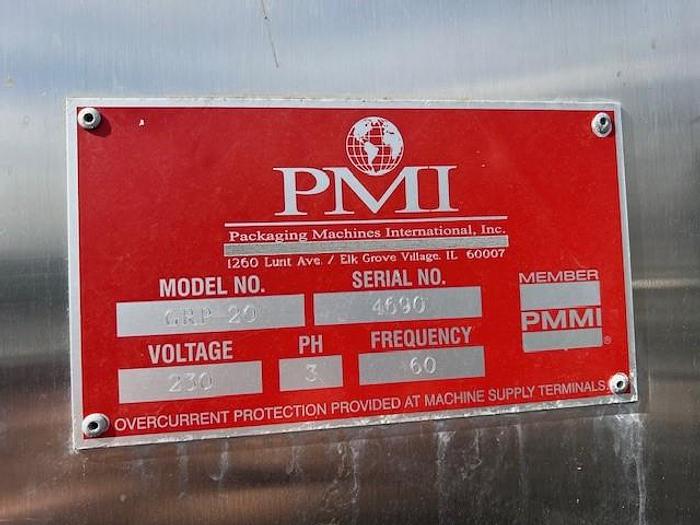 PMI
Packaging Machines International, Inc.
1260 Lunt Ave. / Elk Grove Village, IL 60007
MODEL NO. SERIAL NO.
GRP 20 4690
MEMBER
PMMI
®
VOLTAGE PH FREQUENCY
230 3 60
OVERCURRENT PROTECTION PROVIDED AT MACHINE SUPPLY TERMINALS.